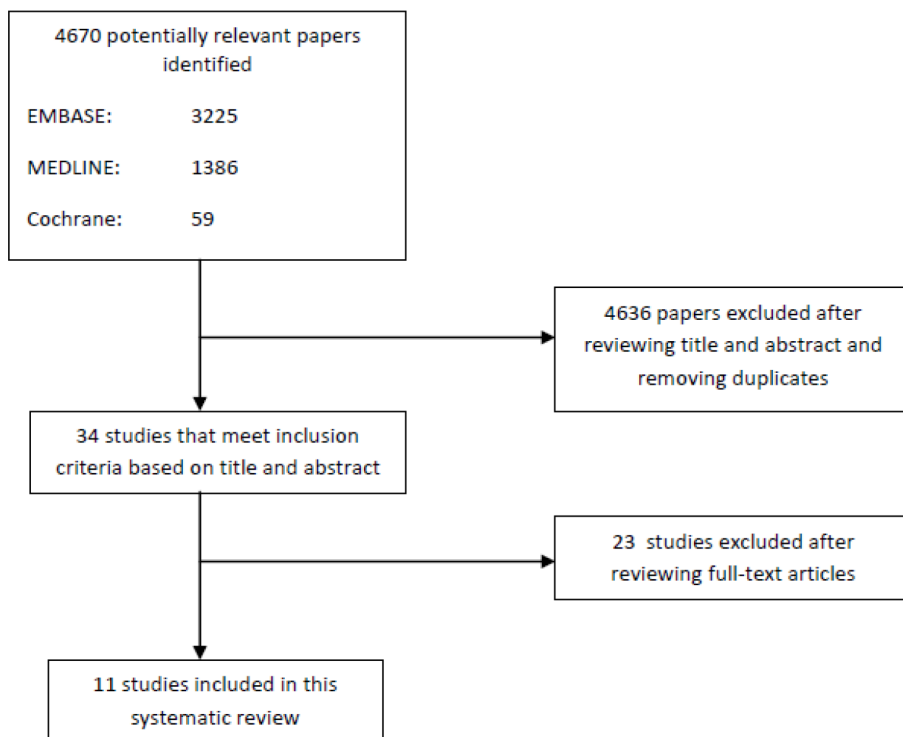 4670 potentially relevant papers
identified
EMBASE: 3225
MEDLINE: 1386
Cochrane: 59
4636 papers excluded after
reviewing title and abstract and
removing duplicates
34 studies that meet inclusion
criteria based on title and abstract
23 studies excluded after
reviewing full-text articles
11 studies included in this
systematic review